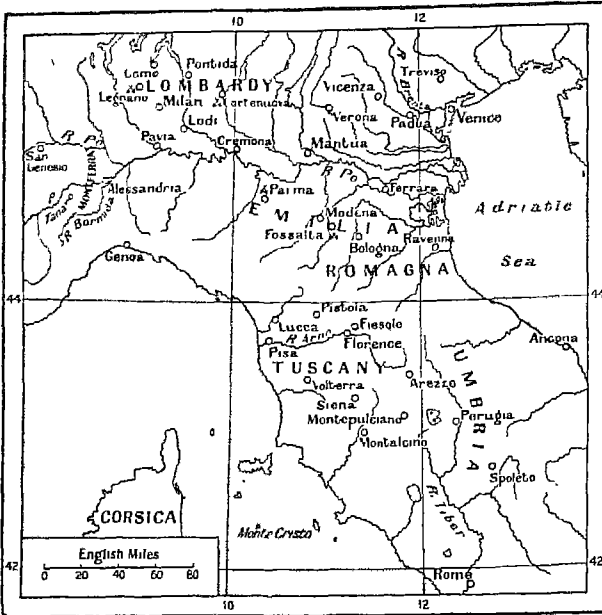 10 12
Como Pontida
R. Brenta Treviso
LOMBARDY
Legnano Milan Cortenuova
Vicenza
Lodi Verona Padua Venice
R Po Pavia Cremona Mantua
San Genesio
MONTFERRAT
Alessandria
R Po Ferrara
R Tanaro
R Bormida
Parma
Adriatic
EMILIA
Modena
Fossalta
Bologna Ravenna
Genoa
Sea
ROMAGNA
44 44
Pistoia
Lucca Fiesole
R Arno Florence
Pisa
Ancona
TUSCANY
UMBRIA
Volterra Arezzo
Siena
Montepulciano Perugia
Montalcino
Spoleto
R. Tiber
CORSICA
Monte Cristo
English Miles
0 20 40 60 80
42 42
Rome
10 12